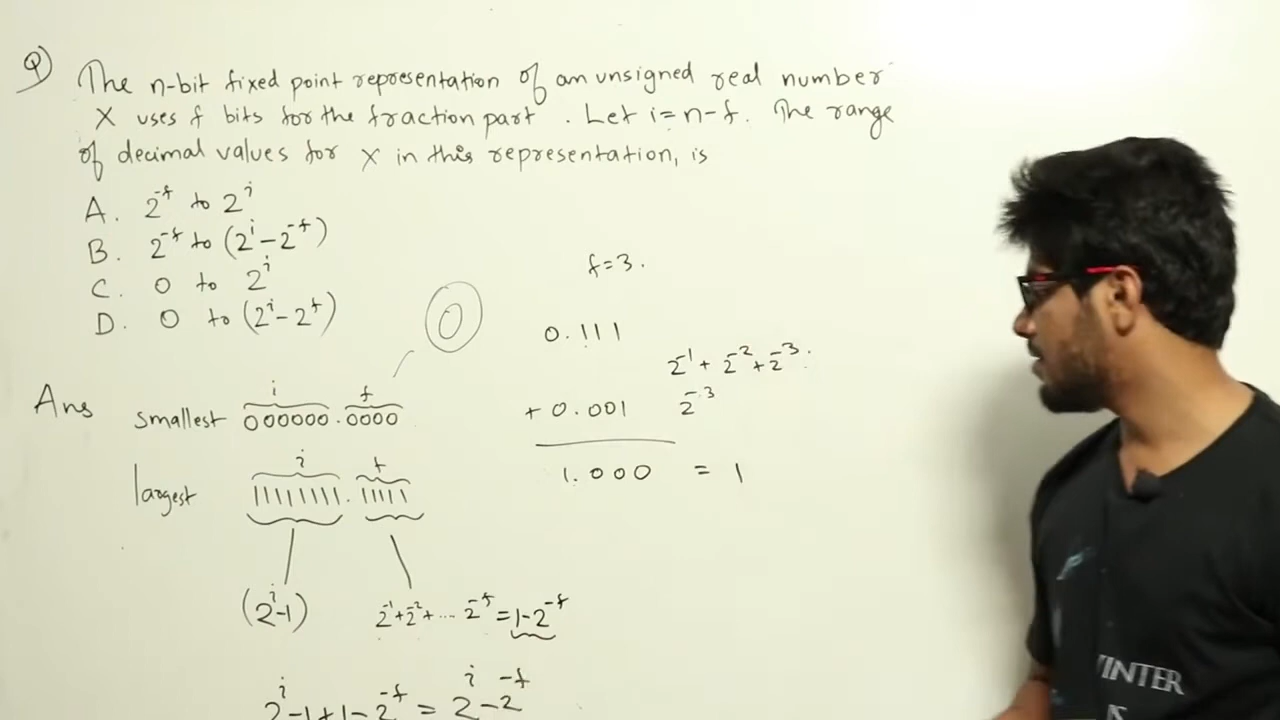 Q) The n-bit fixed point representation of an unsigned real number
X uses f bits for the fraction part. Let i=n-f. The range
of decimal values for X in this representation, is
A. 2^-f to 2^i
B. 2^-f to (2^i-2^-f)
C. 0 to 2^i
D. 0 to (2^i-2^-f)
f=3.
0
0.111
2^-1+2^-2+2^-3.
Ans
i f
smallest 000000.0000
+ 0.001 2^-3
1.000 = 1
i f
largest 11111111.11111
(2^i-1)
2^-1+2^-2+....2^-f=1-2^-f
2^i-1+1-2^-f = 2^i-2^-f
WINTER
IS